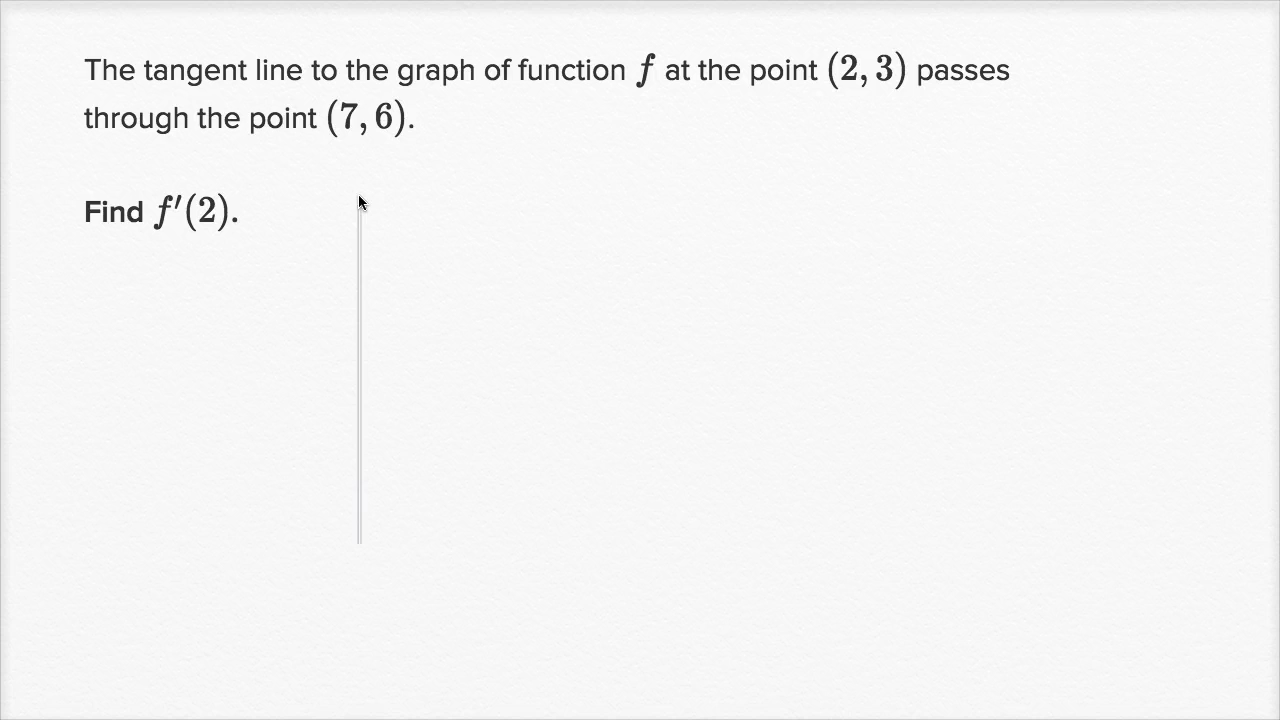 The tangent line to the graph of function f at the point (2, 3) passes
through the point (7, 6).
Find f′(2).